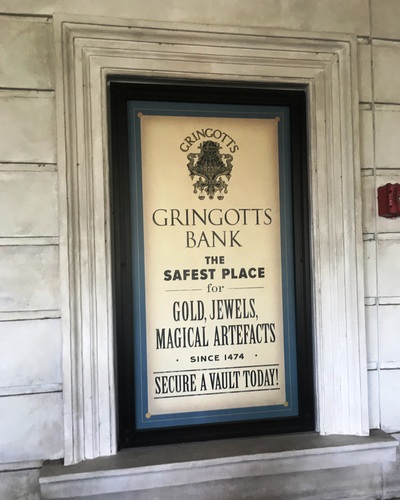 GRINGOTTS
GRINGOTTS
BANK
THE
SAFEST PLACE
for
GOLD, JEWELS,
MAGICAL ARTEFACTS
· SINCE 1474 ·
SECURE A VAULT TODAY!